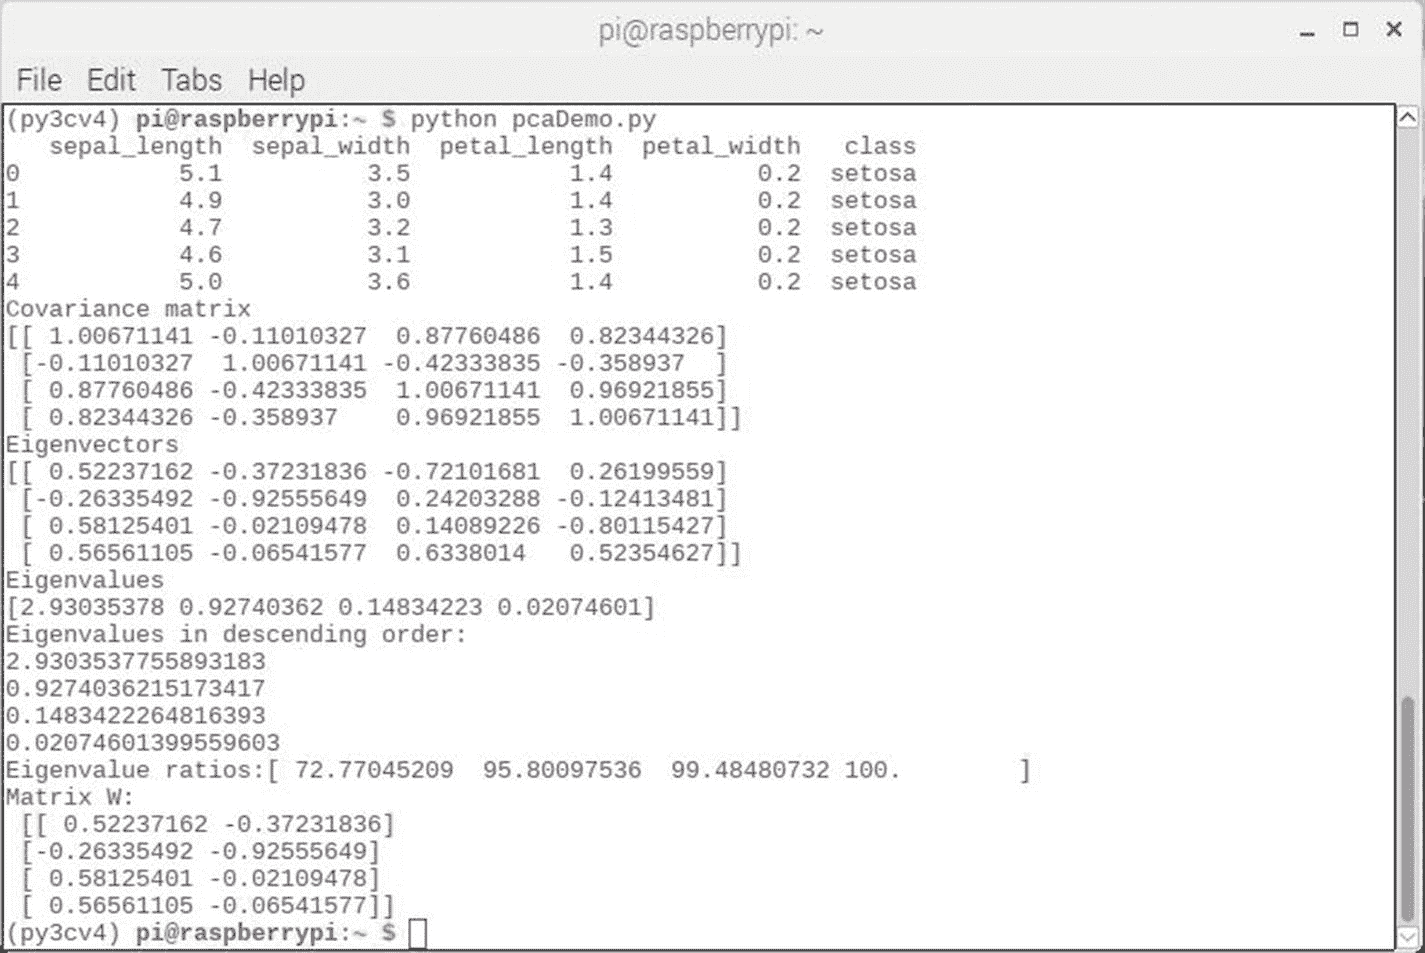 pi@raspberrypi: ~
File Edit Tabs Help
(py3cv4) pi@raspberrypi:~ $ python pcaDemo.py
   sepal_length  sepal_width  petal_length  petal_width   class
0           5.1          3.5           1.4          0.2  setosa
1           4.9          3.0           1.4          0.2  setosa
2           4.7          3.2           1.3          0.2  setosa
3           4.6          3.1           1.5          0.2  setosa
4           5.0          3.6           1.4          0.2  setosa
Covariance matrix
[[ 1.00671141 -0.11010327  0.87760486  0.82344326]
 [-0.11010327  1.00671141 -0.42333835 -0.358937  ]
 [ 0.87760486 -0.42333835  1.00671141  0.96921855]
 [ 0.82344326 -0.358937    0.96921855  1.00671141]]
Eigenvectors
[[ 0.52237162 -0.37231836 -0.72101681  0.26199559]
 [-0.26335492 -0.92555649  0.24203288 -0.12413481]
 [ 0.58125401 -0.02109478  0.14089226 -0.80115427]
 [ 0.56561105 -0.06541577  0.6338014   0.52354627]]
Eigenvalues
[2.93035378 0.92740362 0.14834223 0.02074601]
Eigenvalues in descending order:
2.9303537755893183
0.9274036215173417
0.1483422264816393
0.020746013995595603
Eigenvalue ratios:[ 72.77045209  95.80097536  99.48480732 100.        ]
Matrix W:
 [[ 0.52237162 -0.37231836]
 [-0.26335492 -0.92555649]
 [ 0.58125401 -0.02109478]
 [ 0.56561105 -0.06541577]]
(py3cv4) pi@raspberrypi:~ $